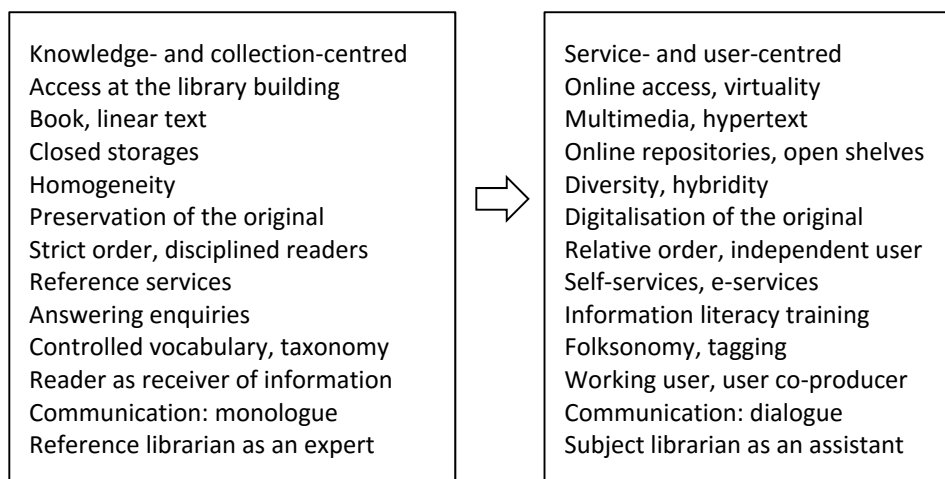 Knowledge- and collection-centred
Access at the library building
Book, linear text
Closed storages
Homogeneity
Preservation of the original
Strict order, disciplined readers
Reference services
Answering enquiries
Controlled vocabulary, taxonomy
Reader as receiver of information
Communication: monologue
Reference librarian as an expert
Service- and user-centred
Online access, virtuality
Multimedia, hypertext
Online repositories, open shelves
Diversity, hybridity
Digitalisation of the original
Relative order, independent user
Self-services, e-services
Information literacy training
Folksonomy, tagging
Working user, user co-producer
Communication: dialogue
Subject librarian as an assistant